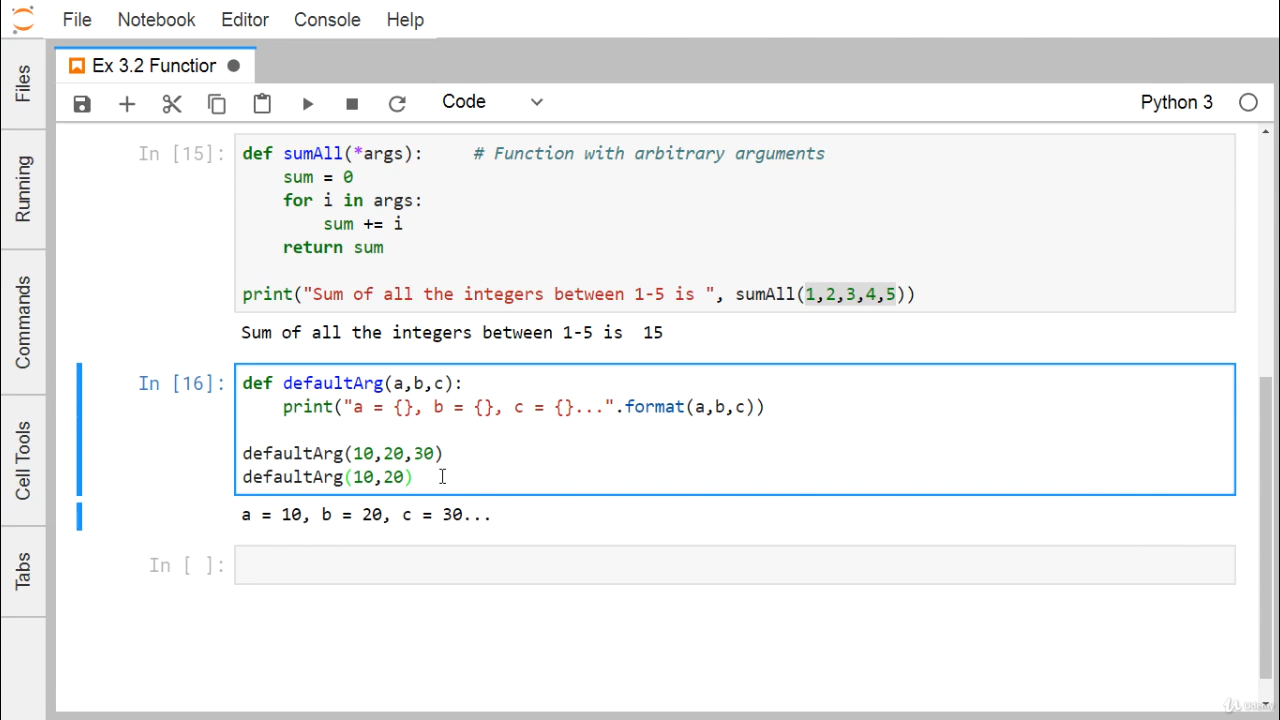 File Notebook Editor Console Help
Ex 3.2 Functior
Code
Python 3
Files
Running
Commands
Cell Tools
Tabs
In [15]:
def sumAll(*args):     # Function with arbitrary arguments
    sum = 0
    for i in args:
        sum += i
    return sum
print("Sum of all the integers between 1-5 is ", sumAll(1,2,3,4,5))
Sum of all the integers between 1-5 is  15
In [16]:
def defaultArg(a,b,c):
    print("a = {}, b = {}, c = {}...".format(a,b,c))
defaultArg(10,20,30)
defaultArg(10,20)
a = 10, b = 20, c = 30...
In [ ]:
Udemy